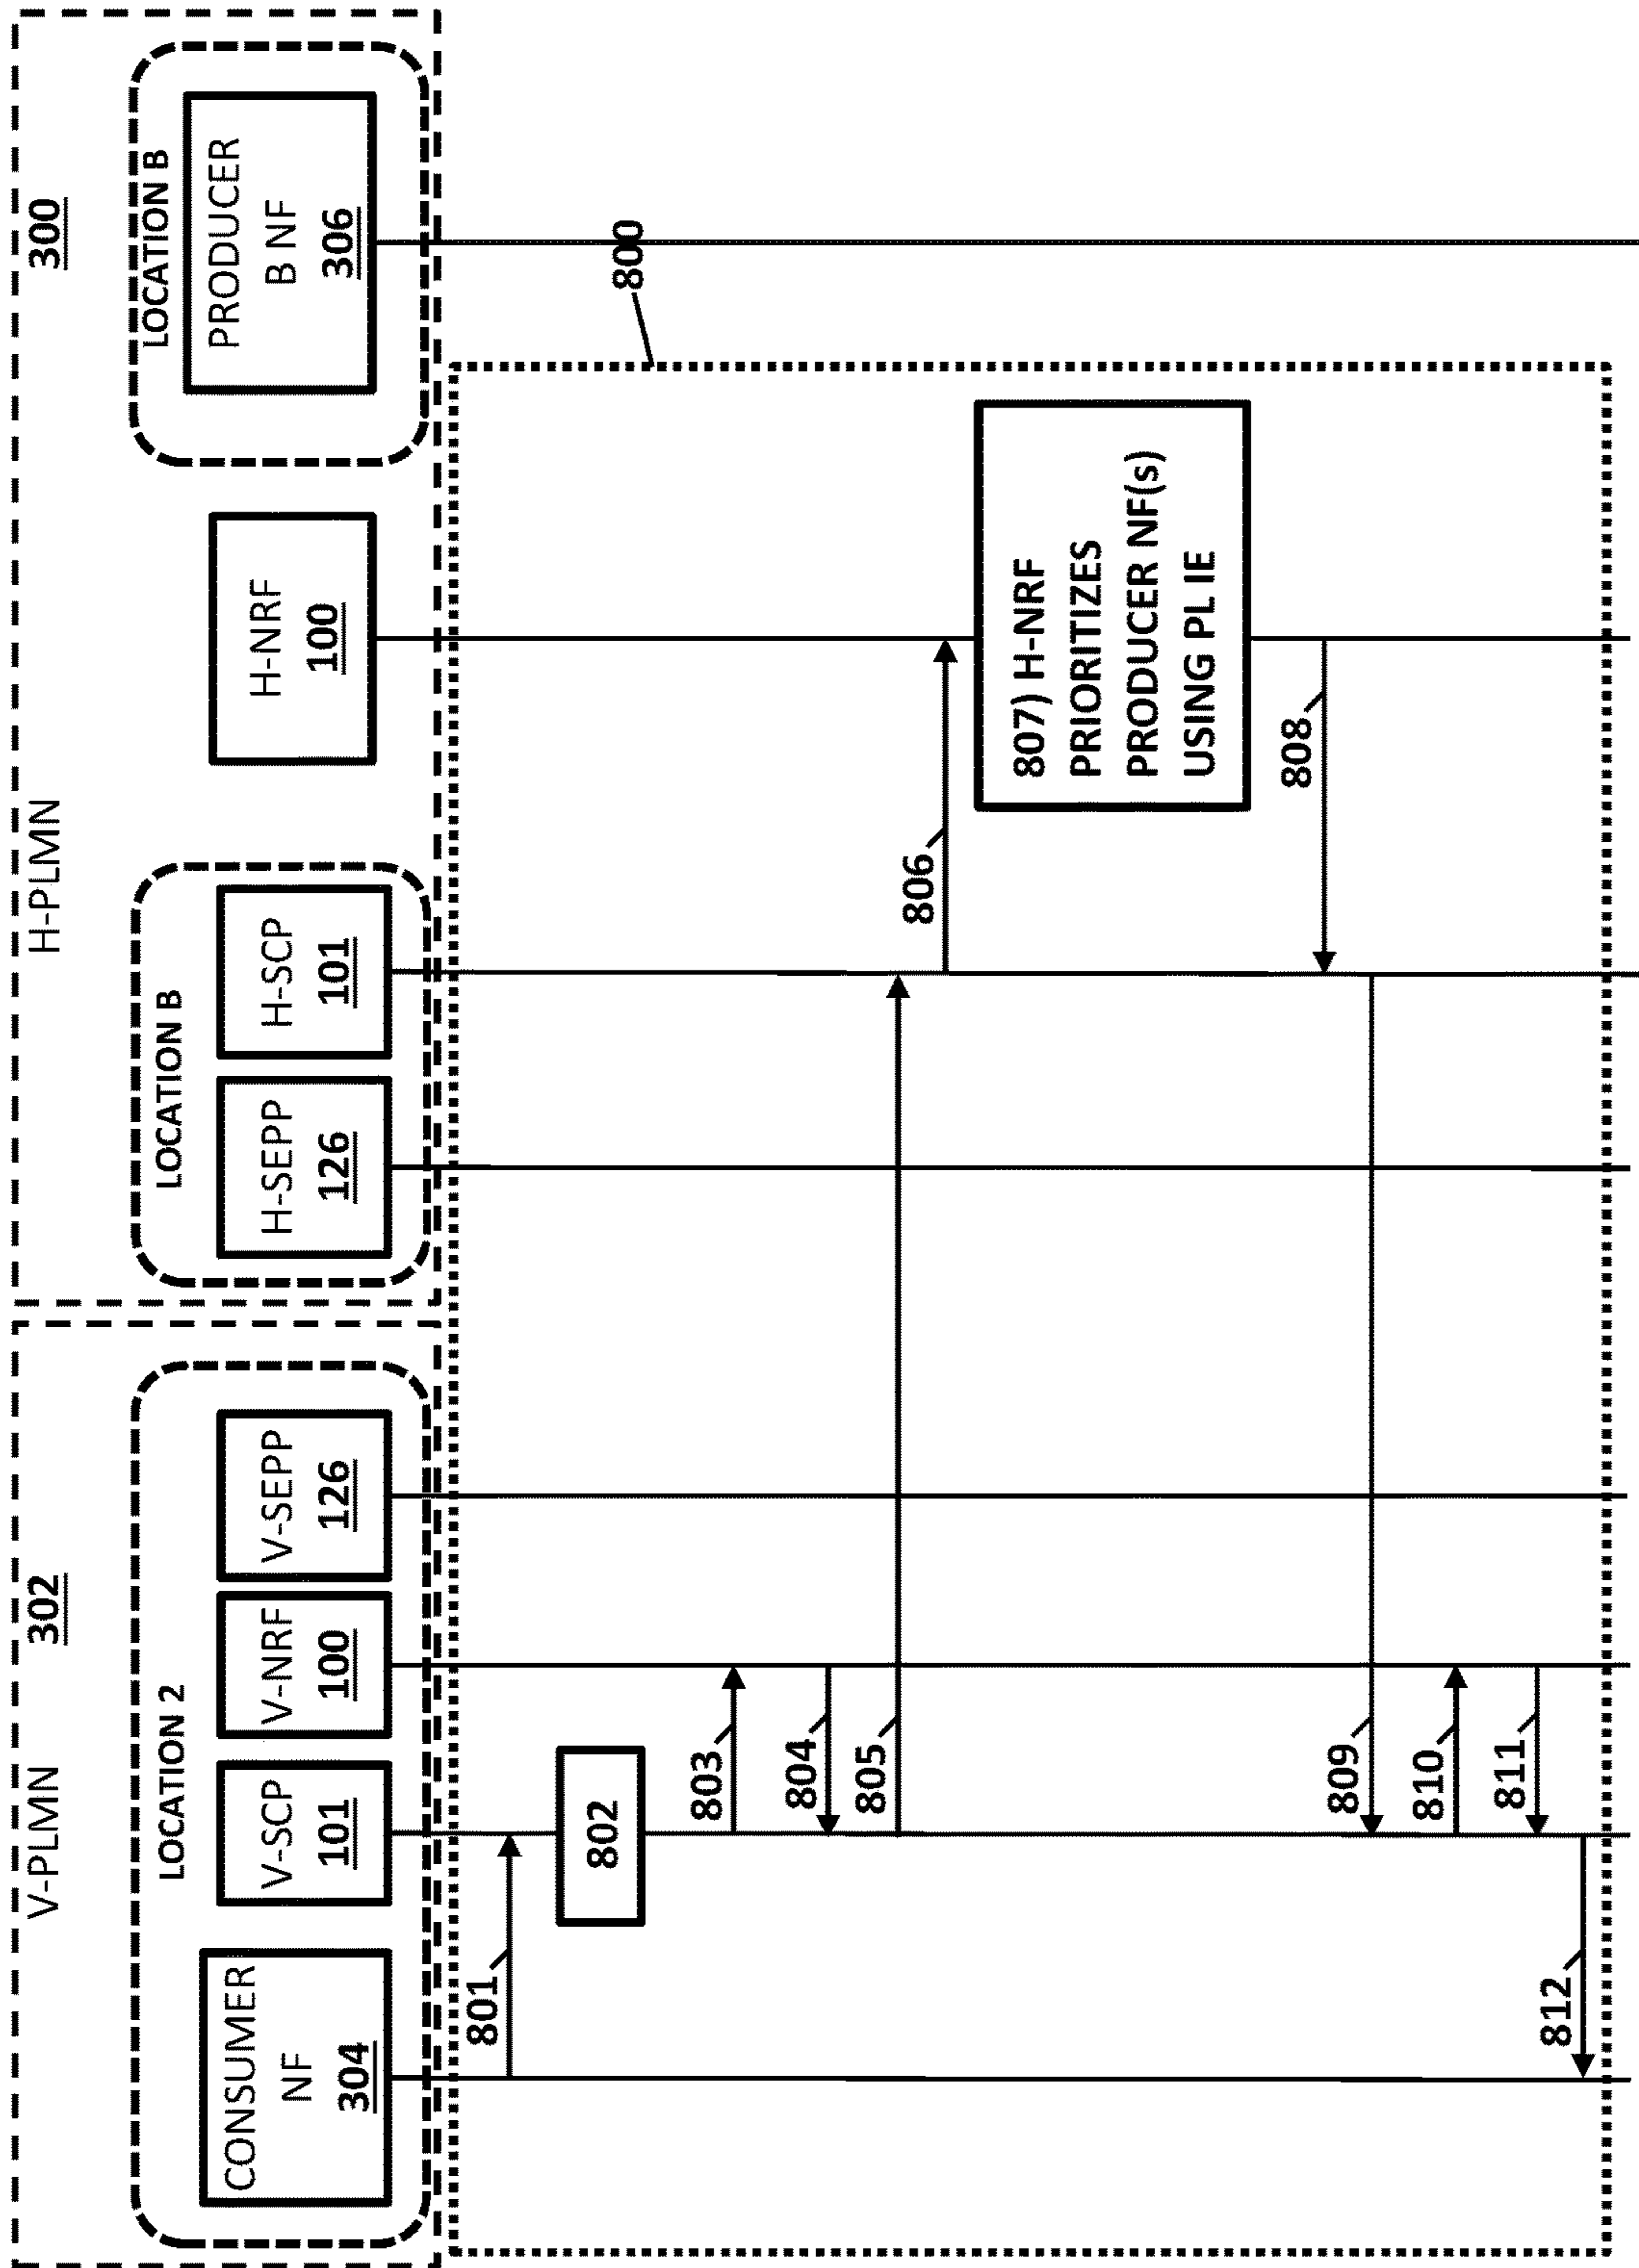 V-PLMN
302
H-PLMN
300
LOCATION 2
LOCATION B
LOCATION B
CONSUMER
NF
304
V-SCP
101
V-NRF
100
V-SEPP
126
H-SEPP
126
H-SCP
101
H-NRF
100
PRODUCER
B NF
306
800
801
802
803
804
805
806
807) H-NRF
PRIORITIZES
PRODUCER NF(s)
USING PL IE
808
809
810
811
812